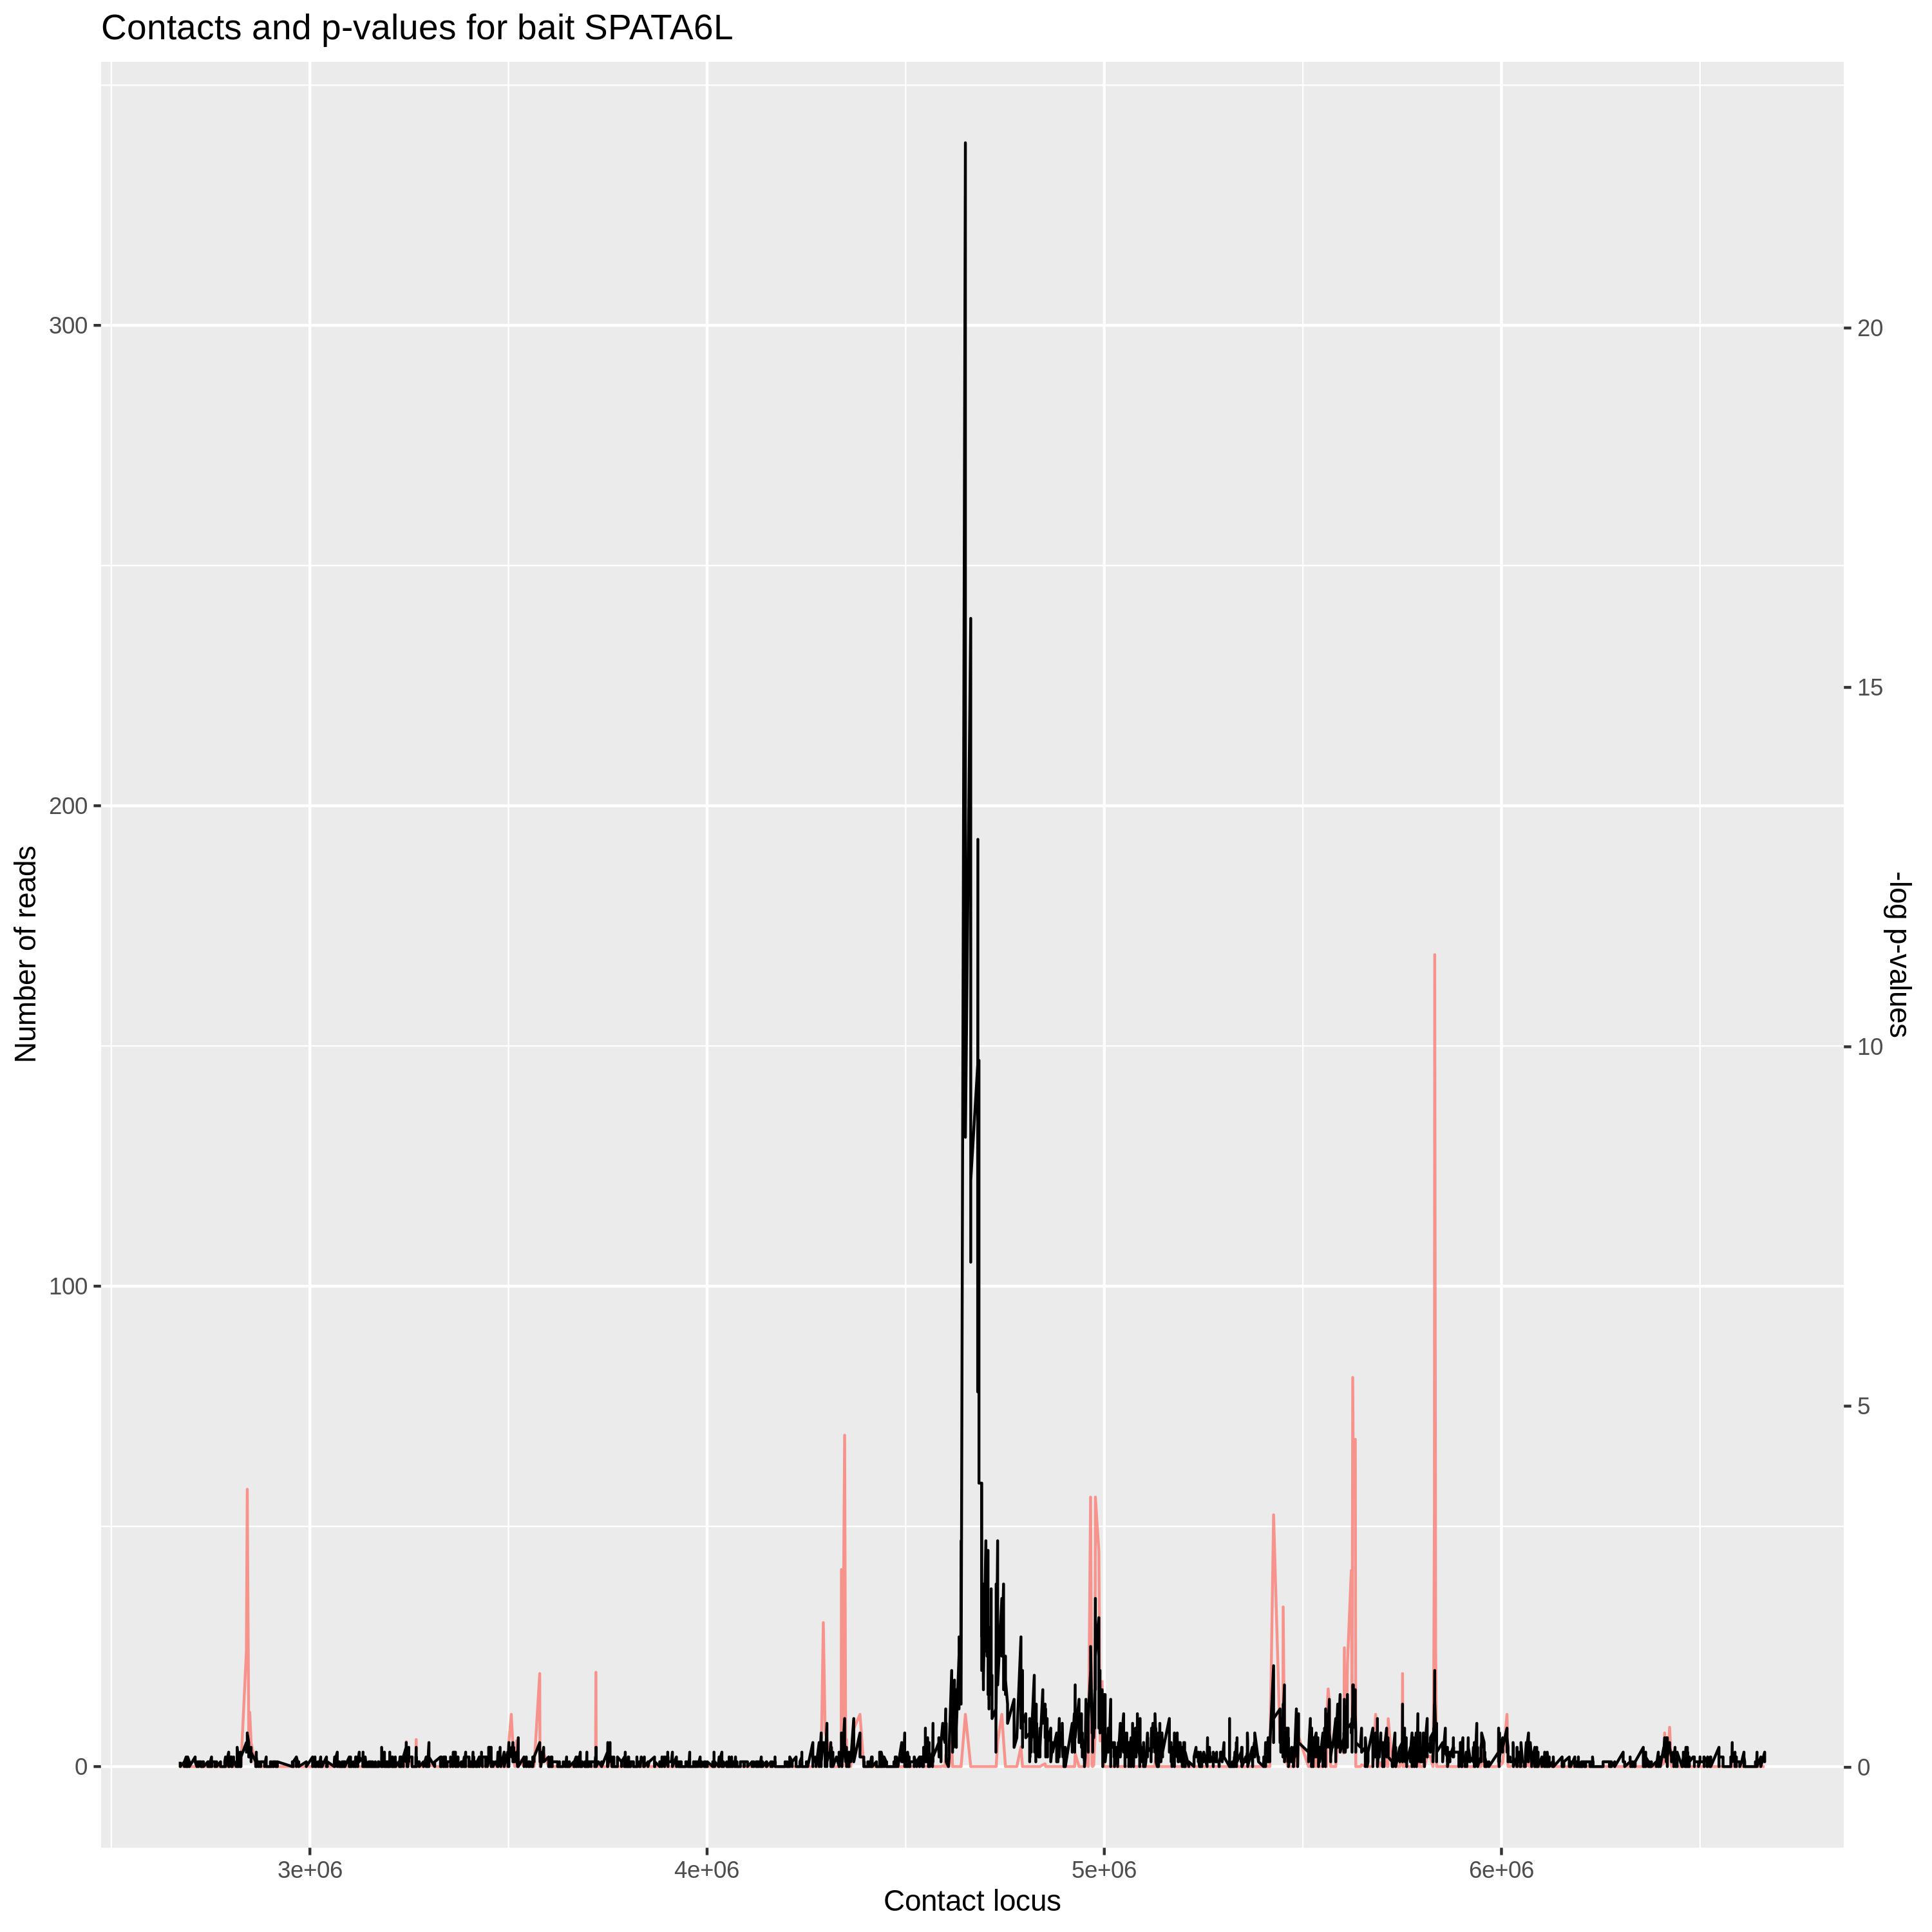 Contacts and p-values for bait SPATA6L
Number of reads
300
200
100
0
20
15
10
5
0
-log p-values
3e+06
4e+06
5e+06
6e+06
Contact locus